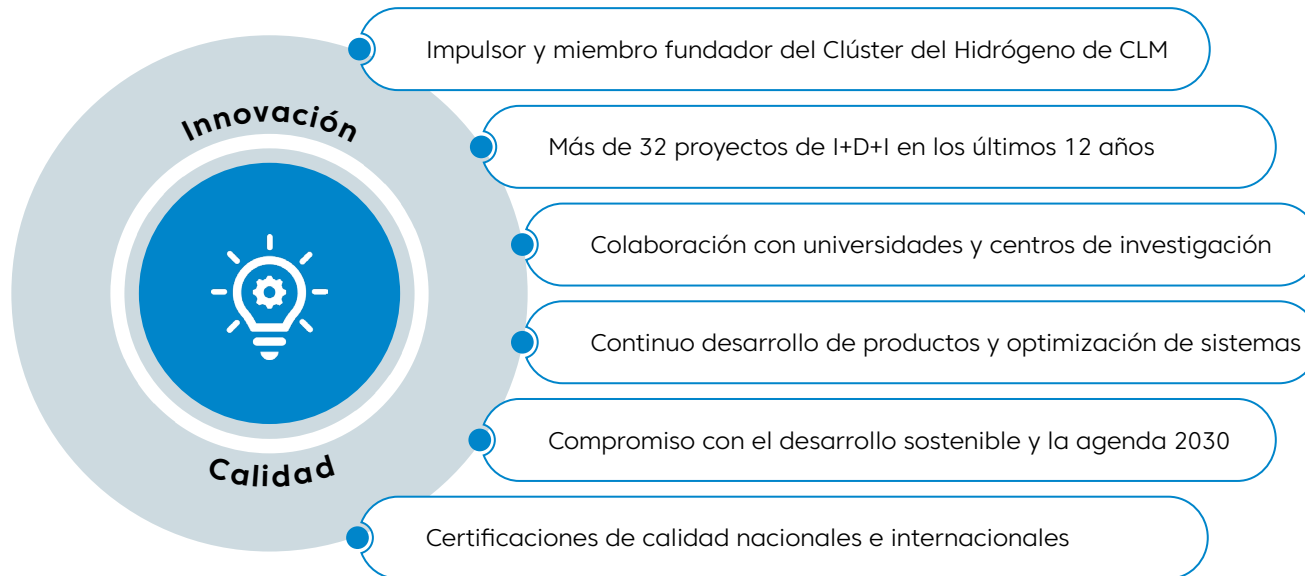 Innovación
Calidad
Impulsor y miembro fundador del Clúster del Hidrógeno de CLM
Más de 32 proyectos de I+D+I en los últimos 12 años
Colaboración con universidades y centros de investigación
Continuo desarrollo de productos y optimización de sistemas
Compromiso con el desarrollo sostenible y la agenda 2030
Certificaciones de calidad nacionales e internacionales